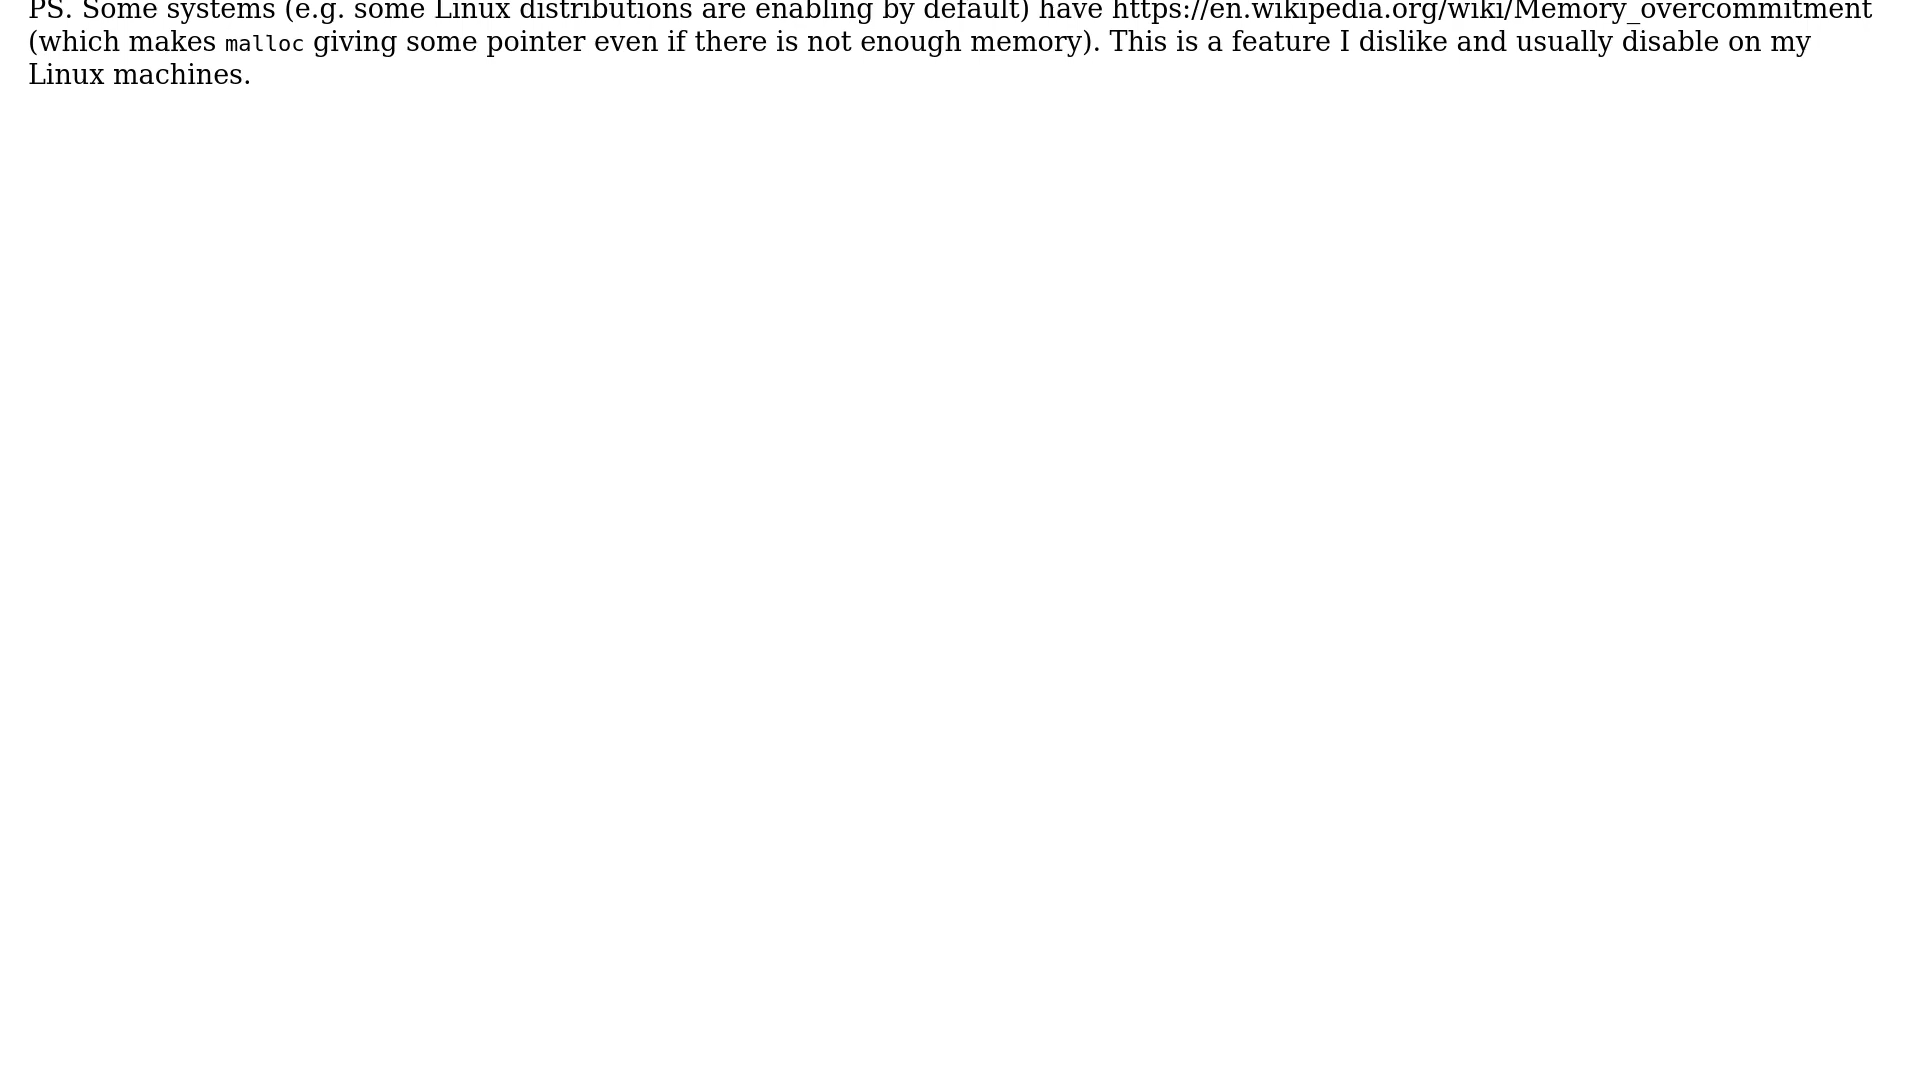 PS. Some systems (e.g. some Linux distributions are enabling by default) have https://en.wikipedia.org/wiki/Memory_overcommitment
(which makes malloc giving some pointer even if there is not enough memory). This is a feature I dislike and usually disable on my
Linux machines.